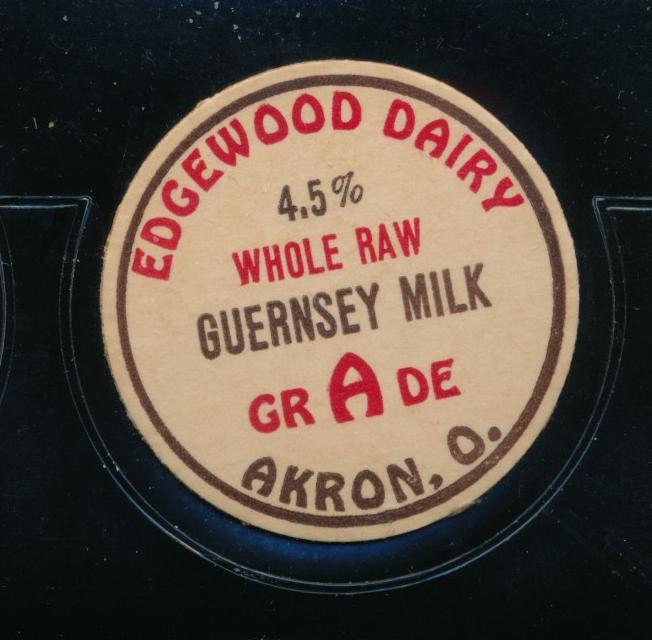 EDGEWOOD DAIRY
4.5%
WHOLE RAW
GUERNSEY MILK
GRADE
AKRON, O.